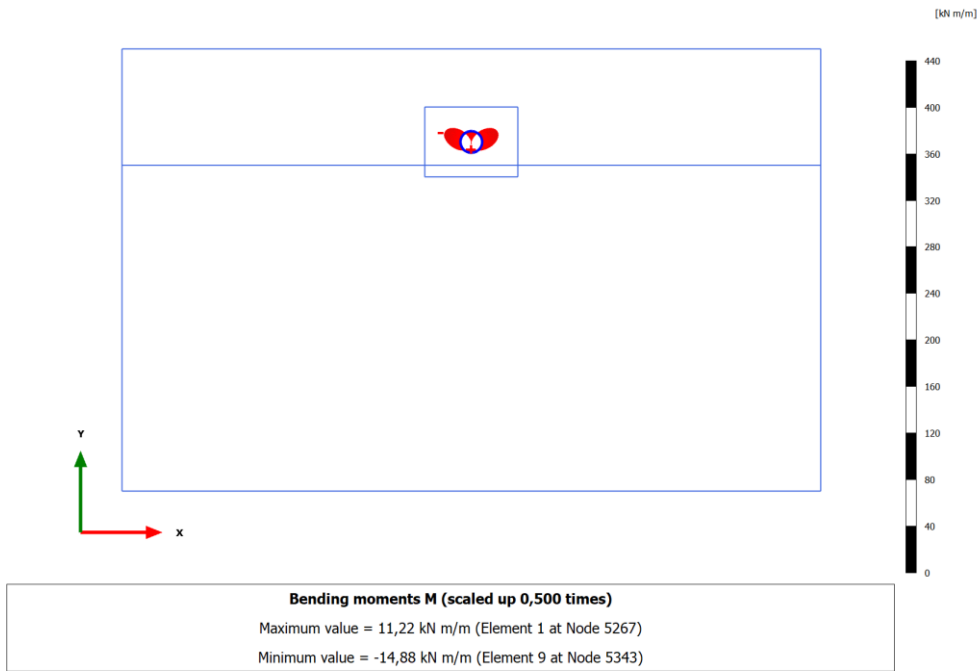 [kN m/m]
440
400
360
320
280
240
200
160
120
80
40
0
Y
X
Bending moments M (scaled up 0,500 times)
Maximum value = 11,22 kN m/m (Element 1 at Node 5267)
Minimum value = -14,88 kN m/m (Element 9 at Node 5343)